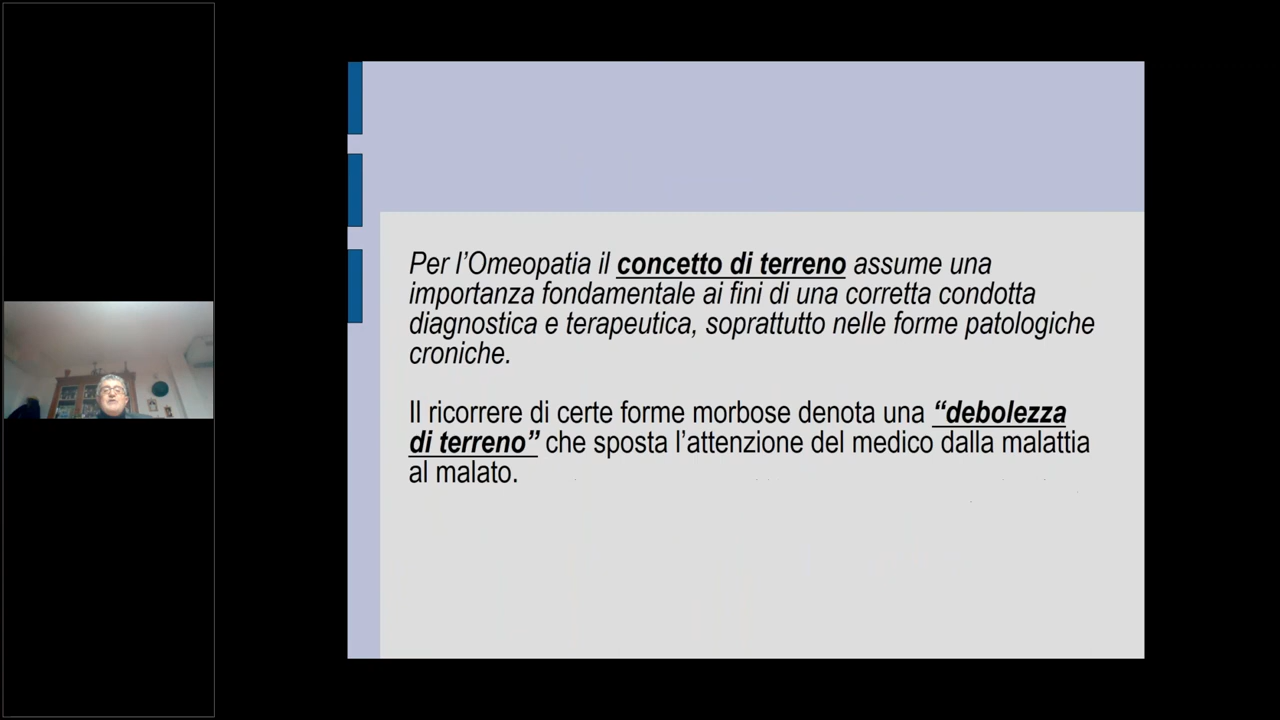 Per l’Omeopatia il concetto di terreno assume una
importanza fondamentale ai fini di una corretta condotta
diagnostica e terapeutica, soprattutto nelle forme patologiche
croniche.
Il ricorrere di certe forme morbose denota una “debolezza
di terreno” che sposta l’attenzione del medico dalla malattia
al malato.